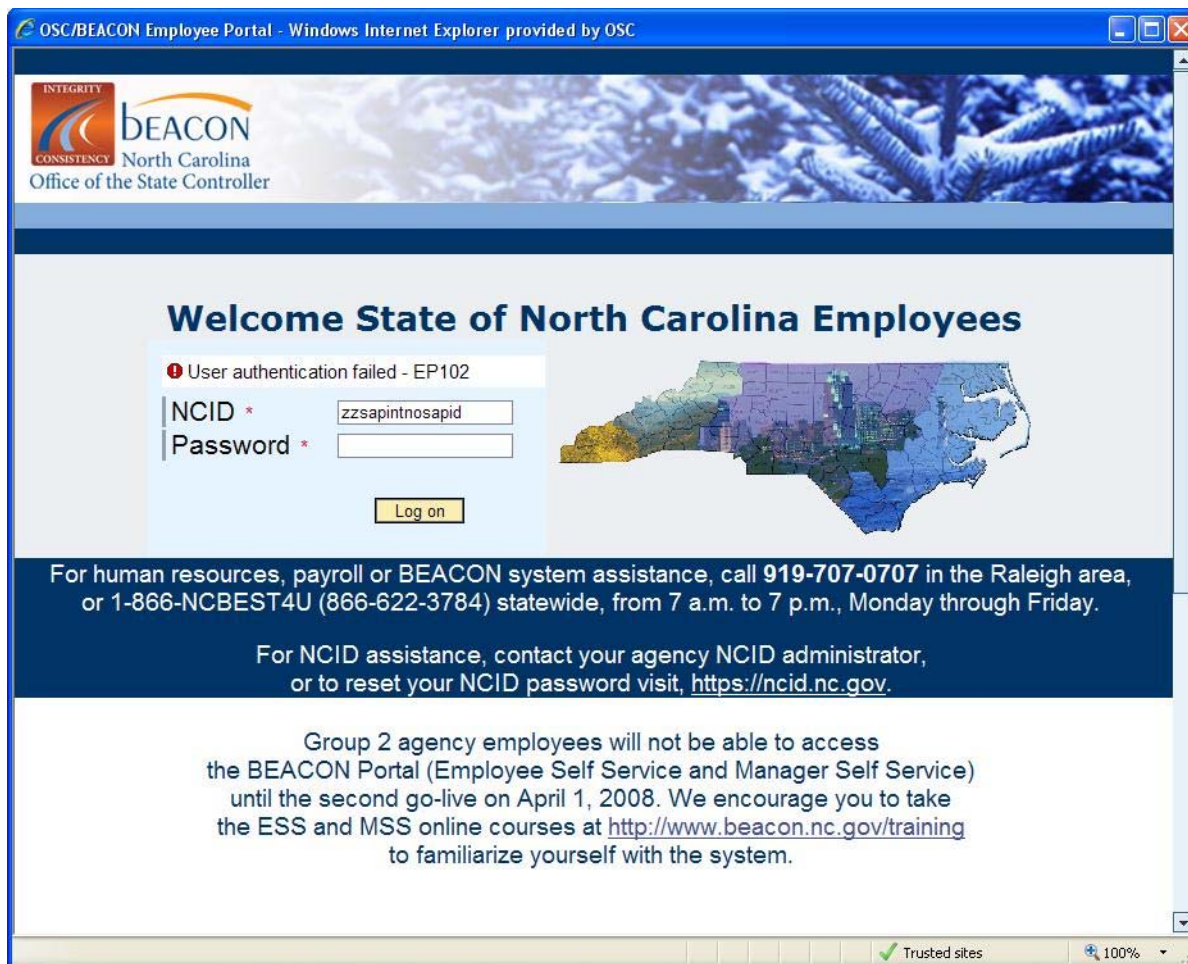 OSC/BEACON Employee Portal - Windows Internet Explorer provided by OSC
INTEGRITY
CONSISTENCY
bEACON
North Carolina
Office of the State Controller
Welcome State of North Carolina Employees
User authentication failed - EP102
NCID * zzsapintnosapid
Password *
Log on
For human resources, payroll or BEACON system assistance, call 919-707-0707 in the Raleigh area,
or 1-866-NCBEST4U (866-622-3784) statewide, from 7 a.m. to 7 p.m., Monday through Friday.
For NCID assistance, contact your agency NCID administrator,
or to reset your NCID password visit, https://ncid.nc.gov.
Group 2 agency employees will not be able to access
the BEACON Portal (Employee Self Service and Manager Self Service)
until the second go-live on April 1, 2008. We encourage you to take
the ESS and MSS online courses at http://www.beacon.nc.gov/training
to familiarize yourself with the system.
Trusted sites
100%